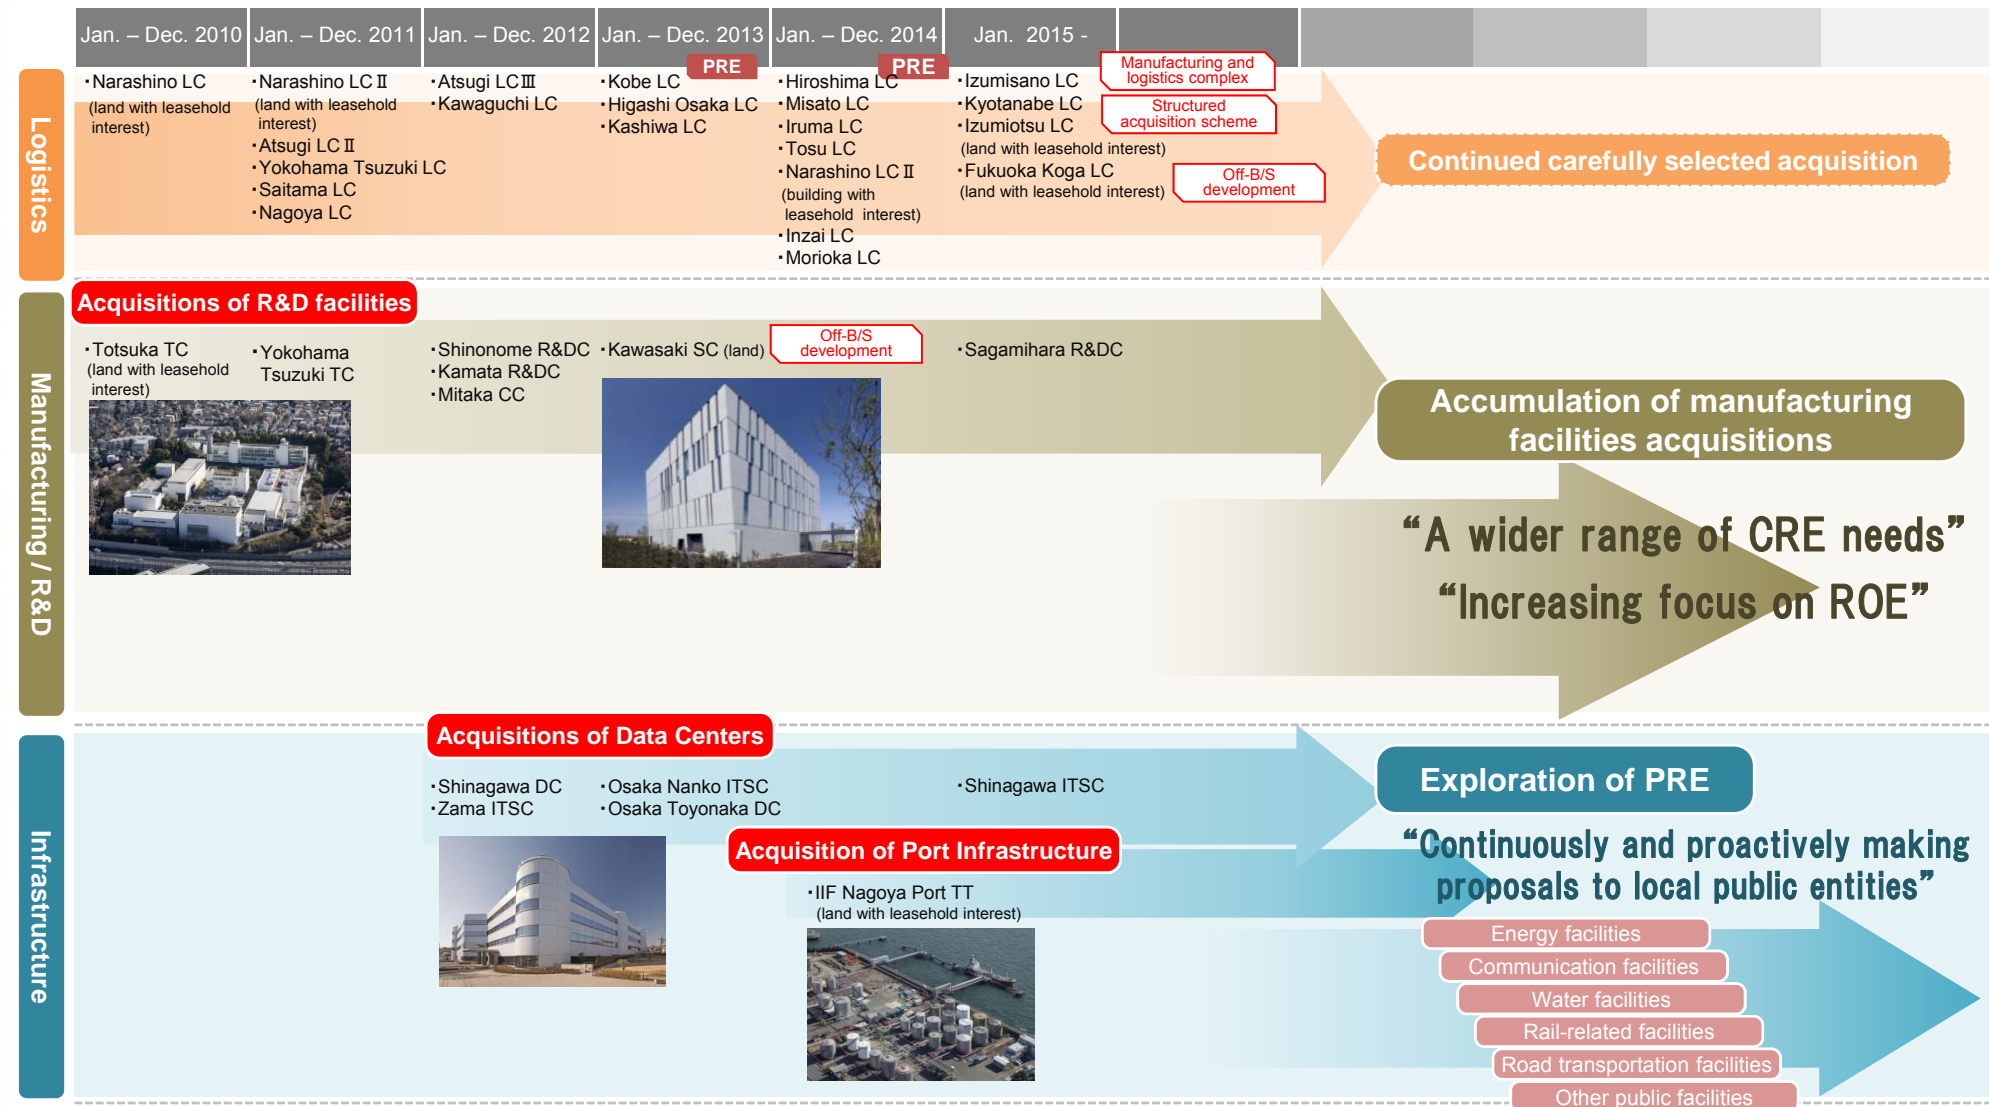 Jan. – Dec. 2010
Jan. – Dec. 2011
Jan. – Dec. 2012
Jan. – Dec. 2013
Jan. – Dec. 2014
Jan.  2015 -
Logistics
・Narashino LC
(land with leasehold
interest)
・Narashino LCⅡ
(land with leasehold
interest)
・Atsugi LCⅡ
・Yokohama Tsuzuki LC
・Saitama LC
・Nagoya LC
・Atsugi LCⅢ
・Kawaguchi LC
PRE
・Kobe LC
・Higashi Osaka LC
・Kashiwa LC
PRE
・Hiroshima LC
・Misato LC
・Iruma LC
・Tosu LC
・Narashino LCⅡ
(building with
leasehold  interest)
・Inzai LC
・Morioka LC
・Izumisano LC
・Kyotanabe LC
・Izumiotsu LC
(land with leasehold interest)
・Fukuoka Koga LC
(land with leasehold interest)
Manufacturing and
logistics complex
Structured
acquisition scheme
Off-B/S
development
Continued carefully selected acquisition
Manufacturing / R&D
Acquisitions of R&D facilities
・Totsuka TC
(land with leasehold
interest)
・Yokohama
Tsuzuki TC
・Shinonome R&DC
・Kamata R&DC
・Mitaka CC
・Kawasaki SC (land)
Off-B/S
development
・Sagamihara R&DC
Accumulation of manufacturing
facilities acquisitions
“A wider range of CRE needs”
“Increasing focus on ROE”
Infrastructure
Acquisitions of Data Centers
・Shinagawa DC
・Zama ITSC
・Osaka Nanko ITSC
・Osaka Toyonaka DC
・Shinagawa ITSC
Acquisition of Port Infrastructure
・IIF Nagoya Port TT
(land with leasehold interest)
Exploration of PRE
“Continuously and proactively making
proposals to local public entities”
Energy facilities
Communication facilities
Water facilities
Rail-related facilities
Road transportation facilities
Other public facilities